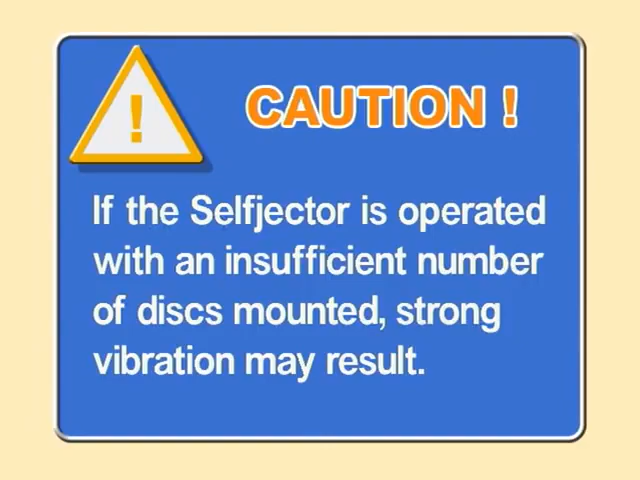 CAUTION !
If the Selfjector is operated
with an insufficient number
of discs mounted, strong
vibration may result.